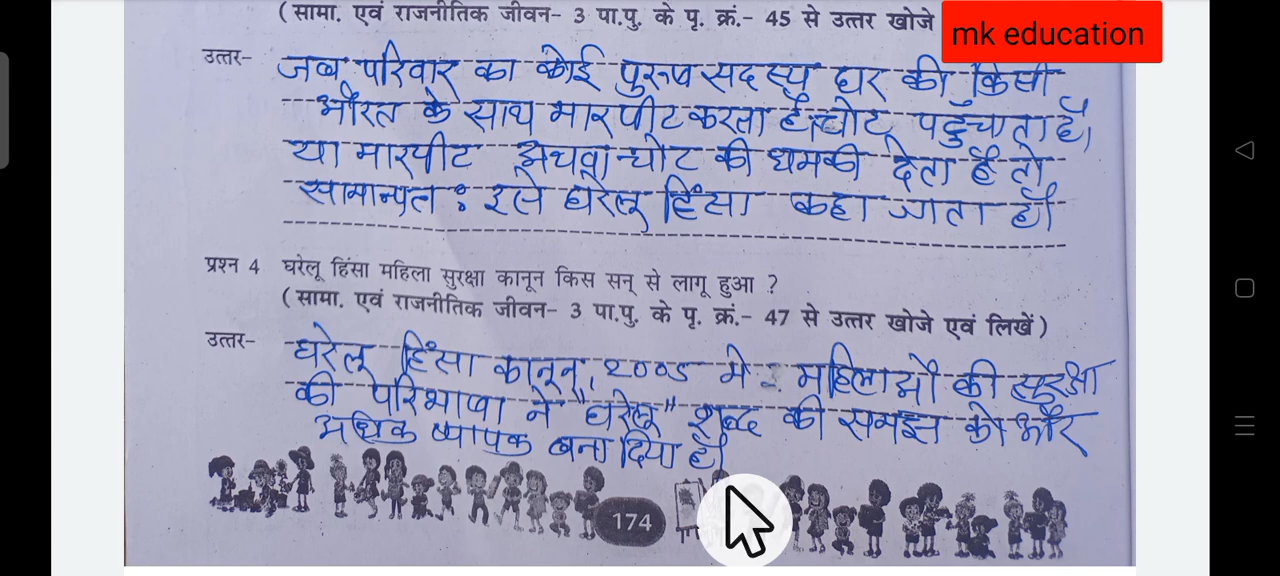 (सामा. एवं राजनीतिक जीवन- 3 पा.पु. के पृ. क्रं.- 45 से उत्तर खोजे
mk education
उत्तर- जब परिवार का कोई पुरुष सदस्य घर की किसी
औरत के साथ मारपीट करता है, चोट पहुँचाता है,
या मारपीट अथवा चोट की धमकी देता है तो
सामान्यत: इसे घरेलू हिंसा कहा जाता है।
प्रश्न 4 घरेलू हिंसा महिला सुरक्षा कानून किस सन् से लागू हुआ ?
(सामा. एवं राजनीतिक जीवन- 3 पा.पु. के पृ. क्रं.- 47 से उत्तर खोजे एवं लिखें)
उत्तर- घरेलू हिंसा कानून, 2005 मे - महिलाओ की सुरक्षा
की परिभाषा ने "घरेलू" शब्द की समझ को और
अधिक व्यापक बना दिया है।
174